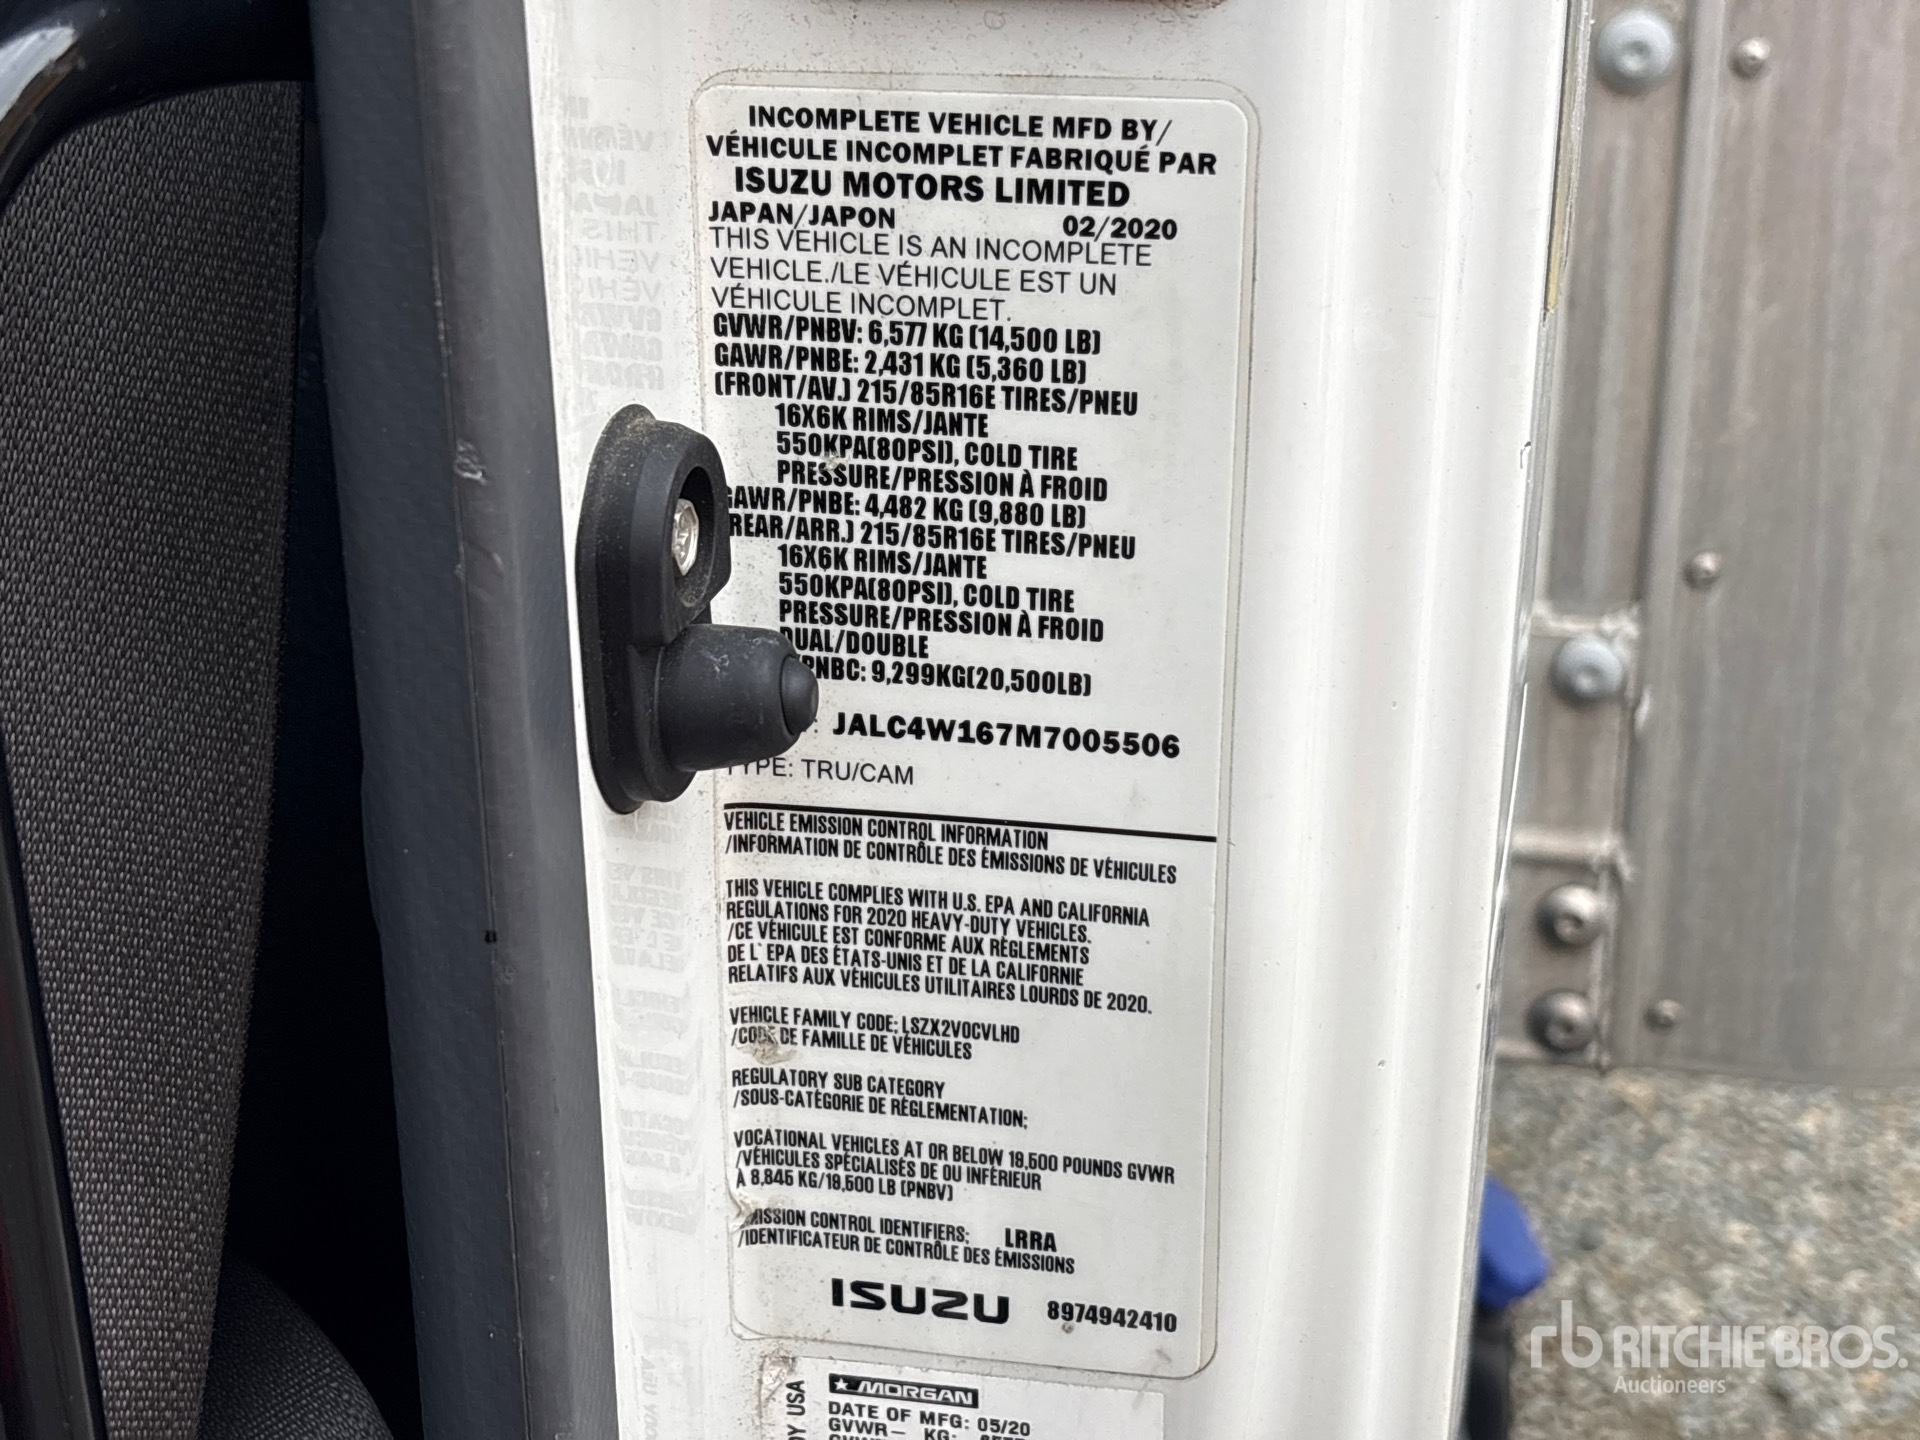 INCOMPLETE VEHICLE MFD BY/
VÉHICULE INCOMPLET FABRIQUÉ PAR
ISUZU MOTORS LIMITED
JAPAN/JAPON 02/2020
THIS VEHICLE IS AN INCOMPLETE
VEHICLE./LE VÉHICULE EST UN
VÉHICULE INCOMPLET.
GVWR/PNBV: 6,577 KG (14,500 LB)
GAWR/PNBE: 2,431 KG (5,360 LB)
(FRONT/AV.) 215/85R16E TIRES/PNEU
16X6K RIMS/JANTE
550KPA(80PSI), COLD TIRE
PRESSURE/PRESSION À FROID
GAWR/PNBE: 4,482 KG (9,880 LB)
REAR/ARR.) 215/85R16E TIRES/PNEU
16X6K RIMS/JANTE
550KPA(80PSI), COLD TIRE
PRESSURE/PRESSION À FROID
DUAL/DOUBLE
/PNBC: 9,299KG(20,500LB)
: JALC4W167M7005506
TYPE: TRU/CAM
VEHICLE EMISSION CONTROL INFORMATION
/INFORMATION DE CONTRÔLE DES ÉMISSIONS DE VÉHICULES
THIS VEHICLE COMPLIES WITH U.S. EPA AND CALIFORNIA
REGULATIONS FOR 2020 HEAVY-DUTY VEHICLES.
/CE VÉHICULE EST CONFORME AUX RÈGLEMENTS
DE L' EPA DES ÉTATS-UNIS ET DE LA CALIFORNIE
RELATIFS AUX VÉHICULES UTILITAIRES LOURDS DE 2020.
VEHICLE FAMILY CODE: LSZX2VOCVLHD
/CODE DE FAMILLE DE VÉHICULES
REGULATORY SUB CATEGORY
/SOUS-CATÉGORIE DE RÉGLEMENTATION:
VOCATIONAL VEHICLES AT OR BELOW 19,500 POUNDS GVWR
/VÉHICULES SPÉCIALISÉS DE OU INFÉRIEUR
À 8,845 KG/19,500 LB (PNBV)
EMISSION CONTROL IDENTIFIERS: LRRA
/IDENTIFICATEUR DE CONTRÔLE DES ÉMISSIONS
ISUZU 8974942410
MORGAN
DATE OF MFG: 05/20
GVWR— KG:
USA
rb RITCHIE BROS.
Auctioneers